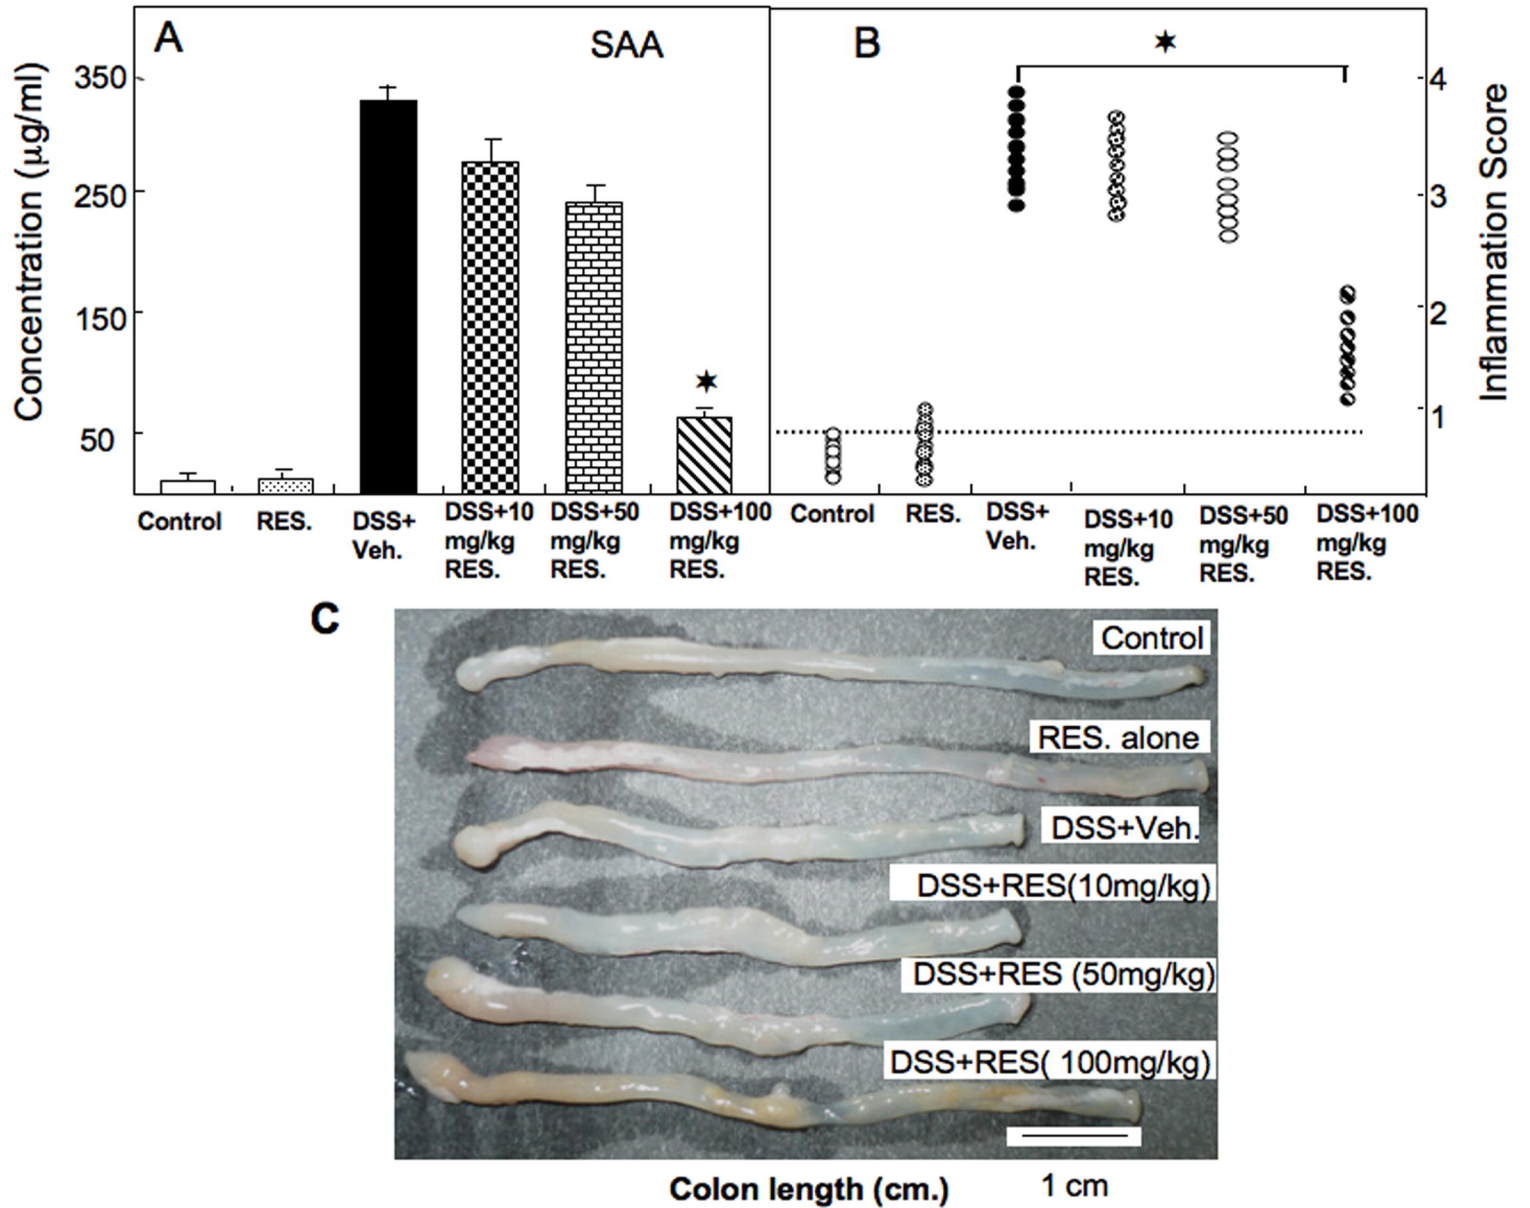 A
SAA
Concentration (µg/ml)
350
250
150
50
✶
Control
RES.
DSS+
Veh.
DSS+10
mg/kg
RES.
DSS+50
mg/kg
RES.
DSS+100
mg/kg
RES.
B
✶
4
3
2
1
Inflammation Score
Control
RES.
DSS+
Veh.
DSS+10
mg/kg
RES.
DSS+50
mg/kg
RES.
DSS+100
mg/kg
RES.
C
Control
RES. alone
DSS+Veh.
DSS+RES(10mg/kg)
DSS+RES (50mg/kg)
DSS+RES( 100mg/kg)
Colon length (cm.)
1 cm